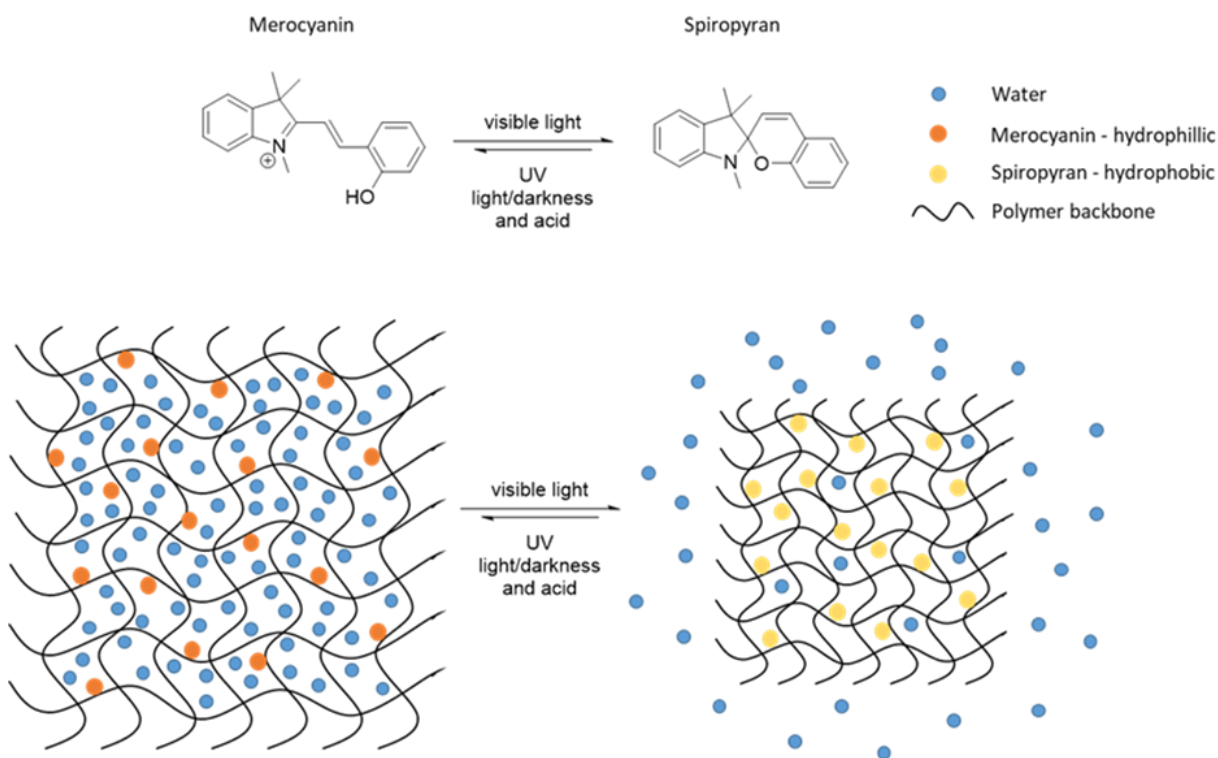 Merocyanin
Spiropyran
visible light
UV
light/darkness
and acid
N
HO
N
O
Water
Merocyanin - hydrophillic
Spiropyran - hydrophobic
Polymer backbone
visible light
UV
light/darkness
and acid